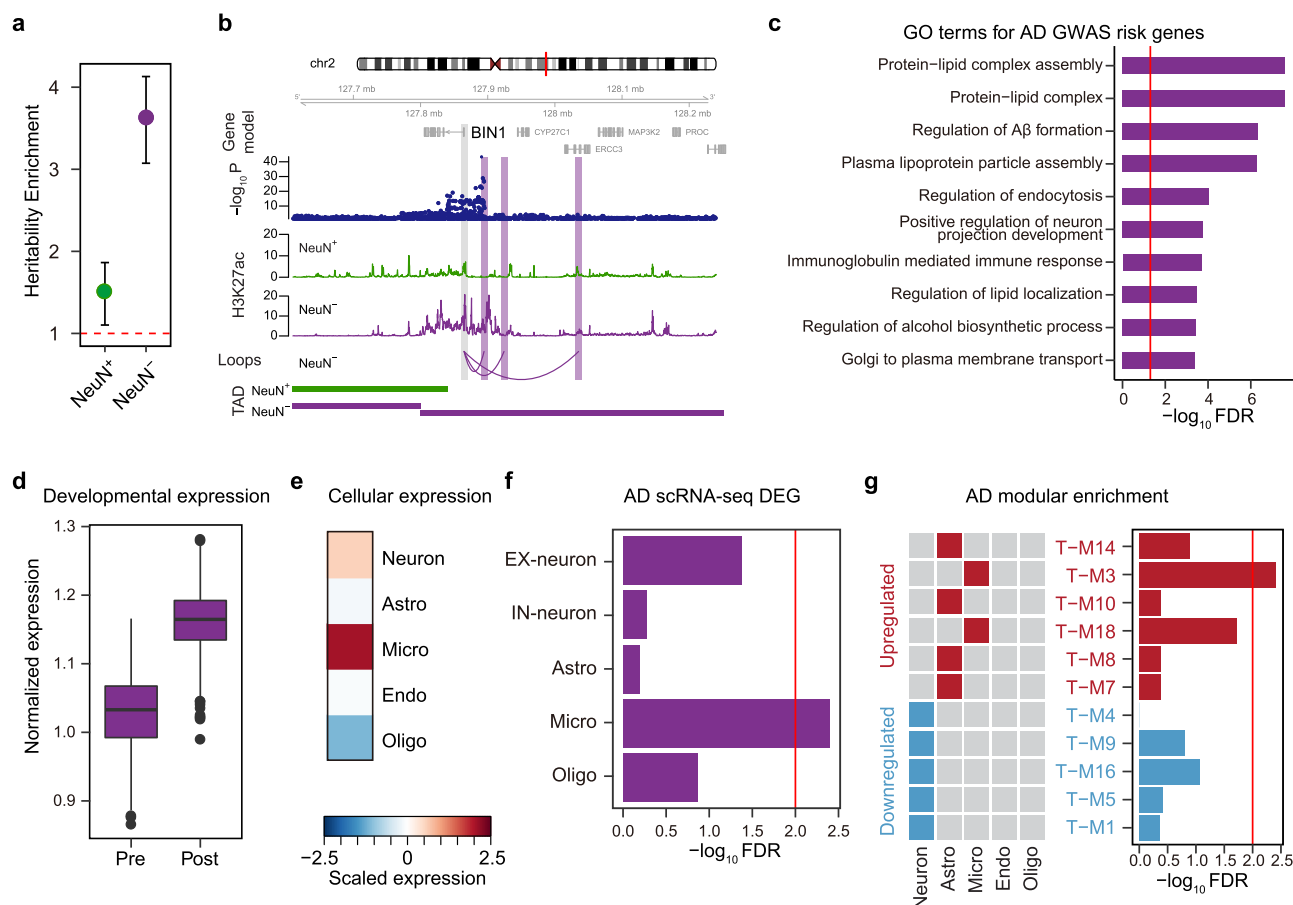 a
Heritability Enrichment
4
3
2
1
NeuN+
NeuN−
b
chr2
5'
3'
127.7 mb
127.9 mb
128.1 mb
127.8 mb
128 mb
128.2 mb
Gene model
BIN1
CYP27C1
MAP3K2
PROC
ERCC3
−log10 P
40
30
20
10
H3K27ac
NeuN+
20
10
0
NeuN−
20
10
0
Loops
NeuN−
TAD
NeuN+
NeuN−
c
GO terms for AD GWAS risk genes
Protein−lipid complex assembly
Protein−lipid complex
Regulation of Aβ formation
Plasma lipoprotein particle assembly
Regulation of endocytosis
Positive regulation of neuron
projection development
Immunoglobulin mediated immune response
Regulation of lipid localization
Regulation of alcohol biosynthetic process
Golgi to plasma membrane transport
0 2 4 6
−log10 FDR
d
Developmental expression
Normalized expression
1.3
1.2
1.1
1.0
0.9
Pre Post
e
Cellular expression
Neuron
Astro
Micro
Endo
Oligo
−2.5 0 2.5
Scaled expression
f
AD scRNA-seq DEG
EX-neuron
IN-neuron
Astro
Micro
Oligo
0.0 0.5 1.0 1.5 2.0 2.5
−log10 FDR
g
AD modular enrichment
Upregulated
Downregulated
T−M14
T−M3
T−M10
T−M18
T−M8
T−M7
T−M4
T−M9
T−M16
T−M5
T−M1
Neuron
Astro
Micro
Endo
Oligo
0.0 0.5 1.0 1.5 2.0 2.5
−log10 FDR